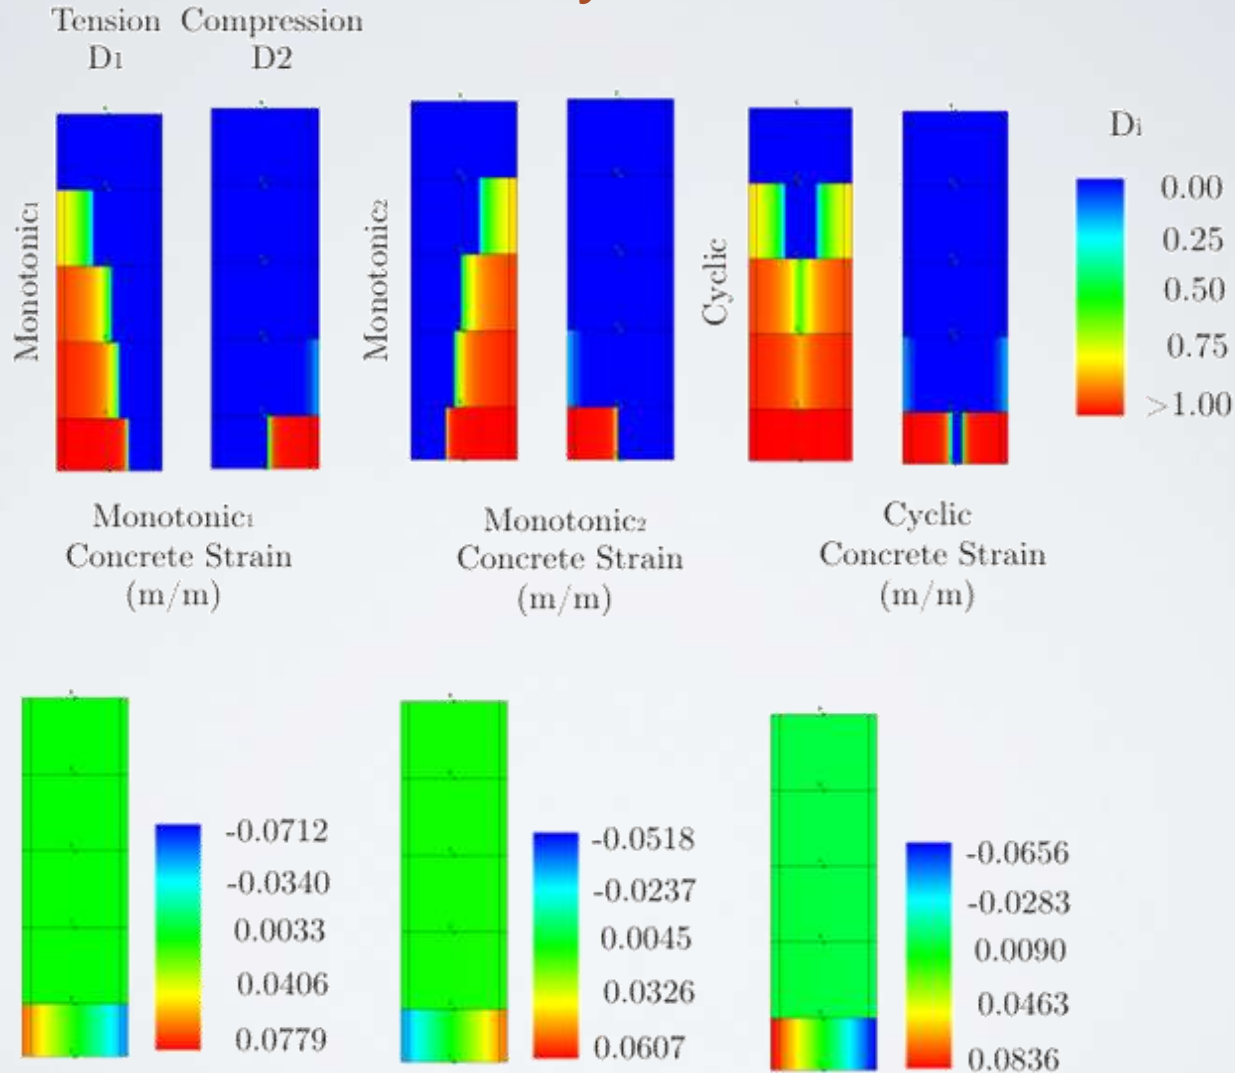 Tension Compression
D1 D2
Monotonic1
Monotonic2
Cyclic
Di
0.00
0.25
0.50
0.75
>1.00
Monotonic1
Concrete Strain
(m/m)
Monotonic2
Concrete Strain
(m/m)
Cyclic
Concrete Strain
(m/m)
-0.0712
-0.0340
0.0033
0.0406
0.0779
-0.0518
-0.0237
0.0045
0.0326
0.0607
-0.0656
-0.0283
0.0090
0.0463
0.0836